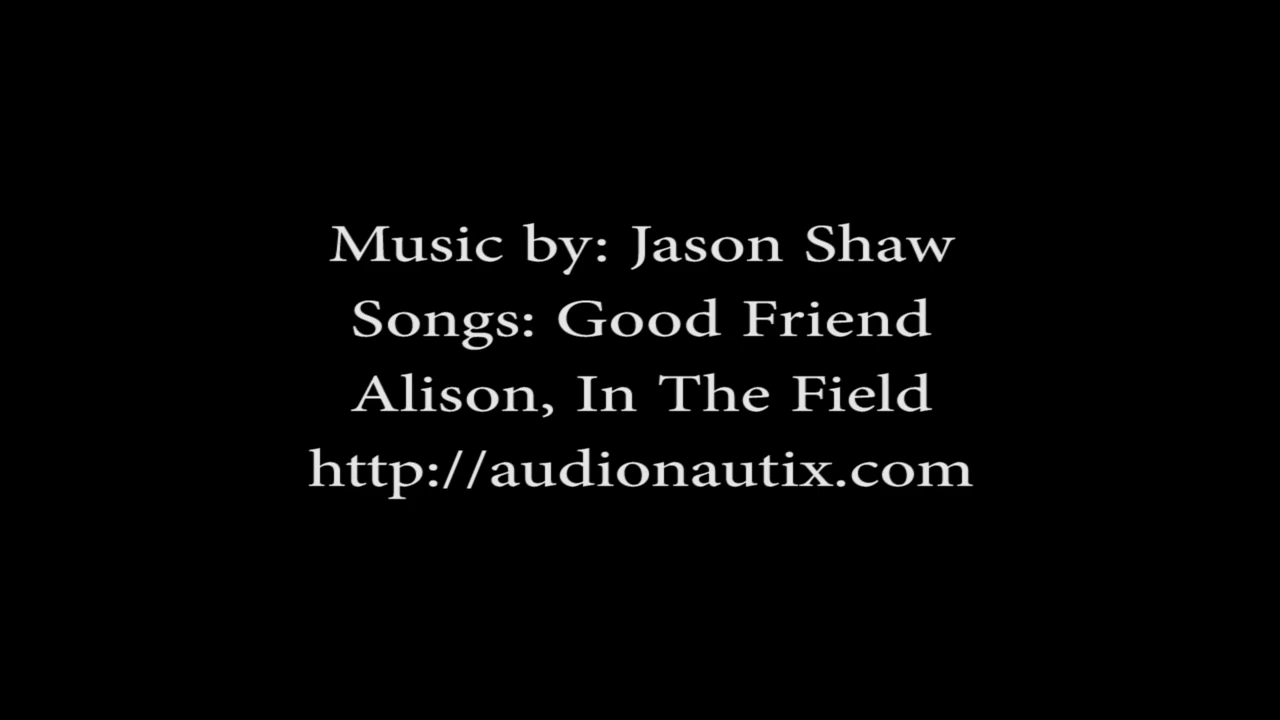 Music by: Jason Shaw
Songs: Good Friend
Alison, In The Field
http://audionautix.com